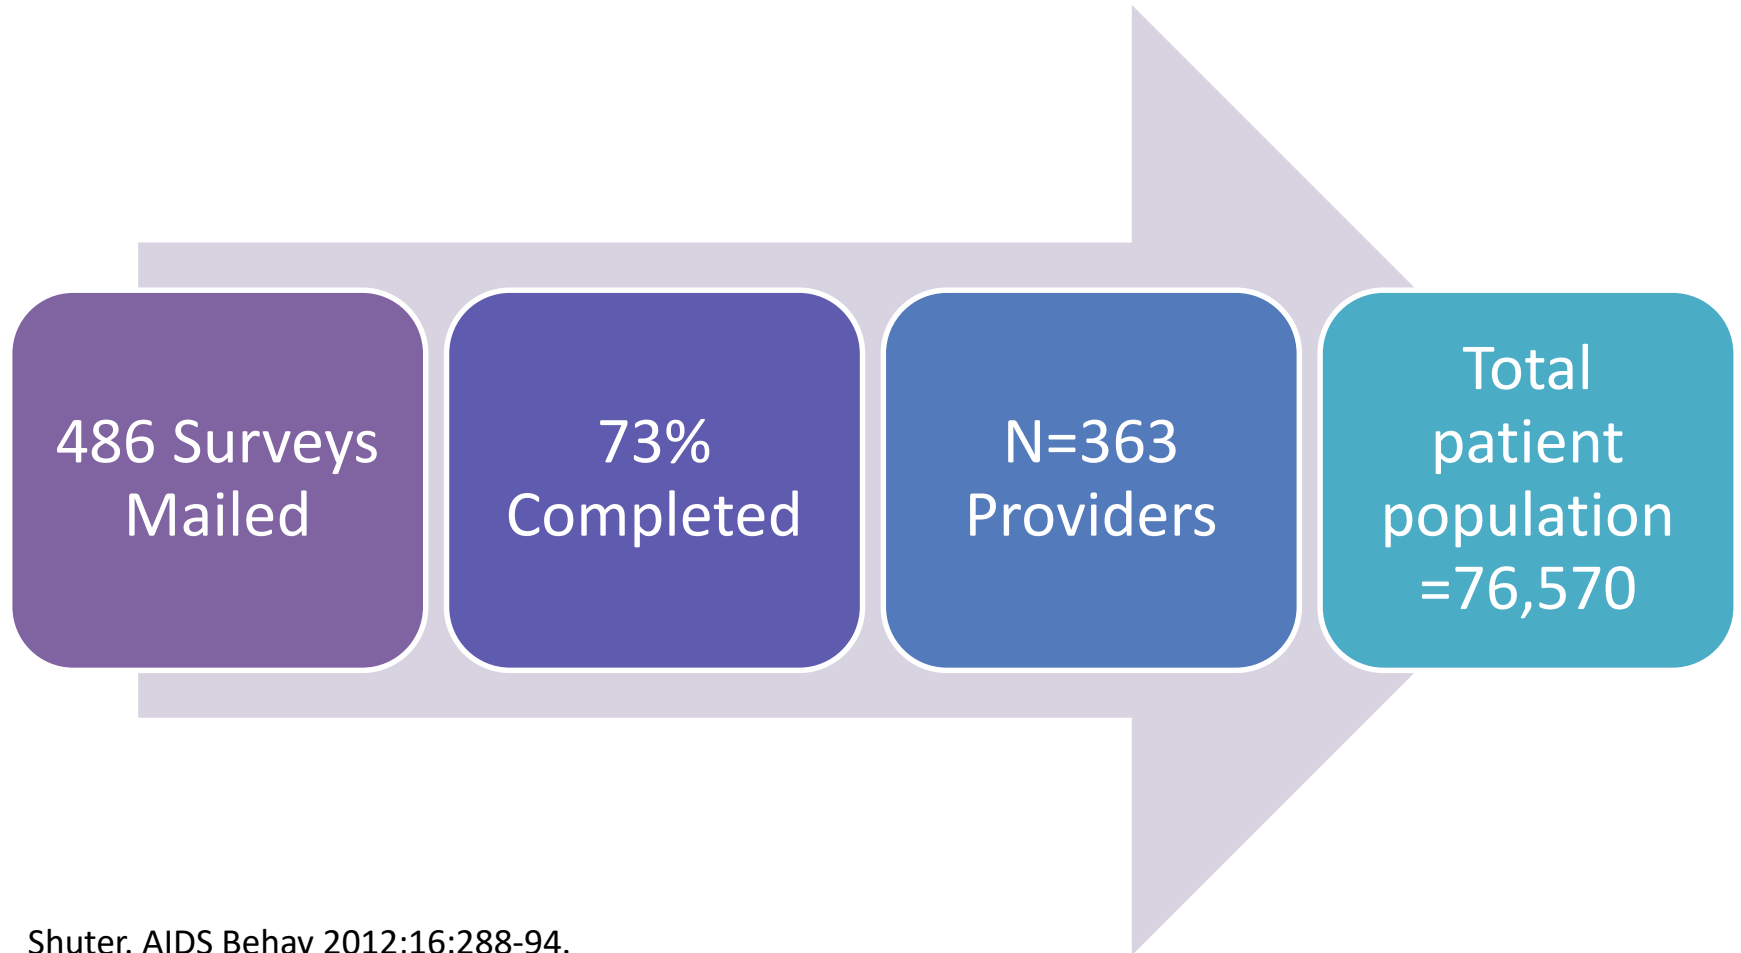 486 Surveys
Mailed
73%
Completed
N=363
Providers
Total
patient
population
=76,570
Shuter. AIDS Behav 2012;16:288-94.